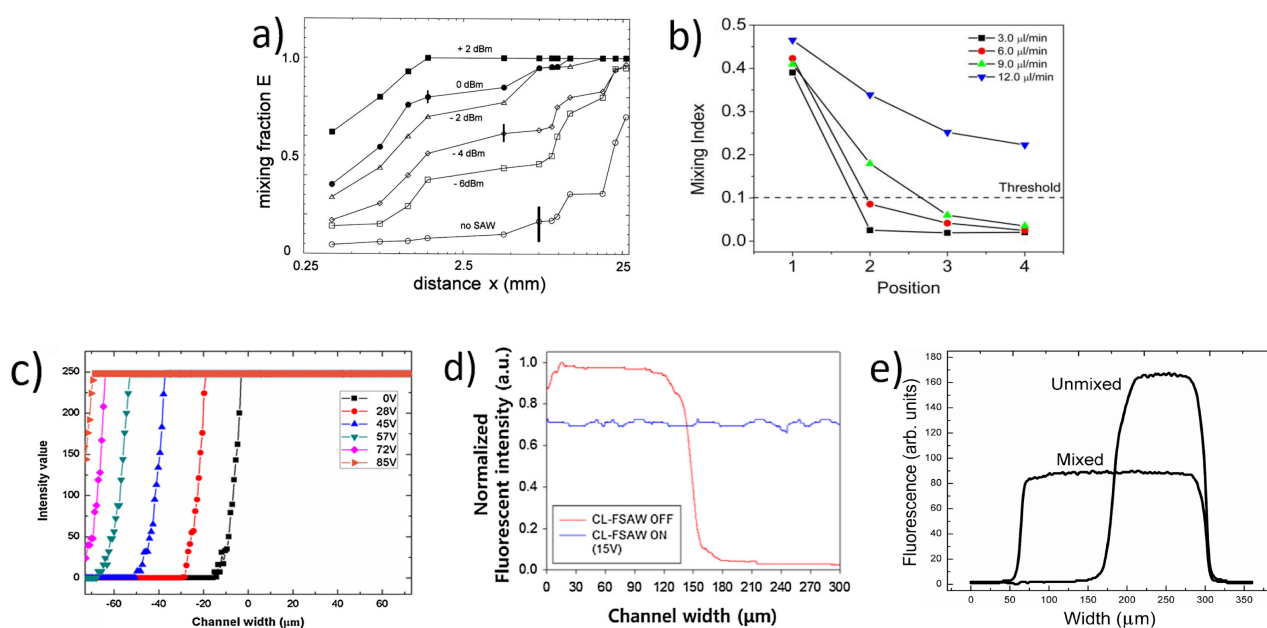 a)
mixing fraction E
1.0
0.5
0
+ 2 dBm
0 dBm
- 2 dBm
- 4 dBm
- 6dBm
no SAW
0.25
2.5
25
distance x (mm)
b)
Mixing Index
0.5
0.4
0.3
0.2
0.1
0.0
3.0 µl/min
6.0 µl/min
9.0 µl/min
12.0 µl/min
Threshold
1
2
3
4
Position
c)
Intensity value
250
200
150
100
50
0
0V
28V
45V
57V
72V
85V
-60
-40
-20
0
20
40
60
-60
-40
-20
0
20
40
60
Channel width (µm)
d)
Normalized
Fluorescent intensity (a.u.)
1.0
0.8
0.6
0.4
0.2
0.0
CL-FSAW OFF
CL-FSAW ON
(15V)
0
30
60
90
120
150
180
210
240
270
300
Channel width (µm)
e)
Fluorescence (arb. units)
180
160
140
120
100
80
60
40
20
0
Unmixed
Mixed
0
50
100
150
200
250
300
350
Width (µm)